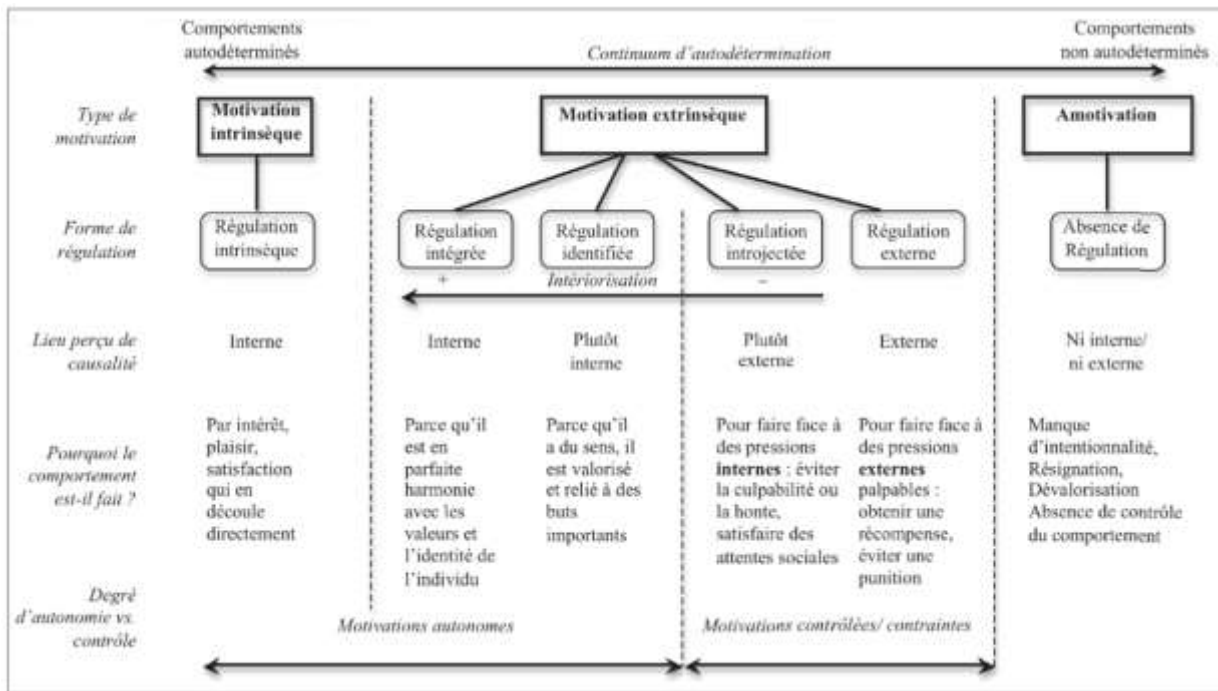 Comportements
autodéterminés
Continuum d'autodétermination
Comportements
non autodéterminés
Type de
motivation
Motivation
intrinsèque
Motivation extrinsèque
Amotivation
Forme de
régulation
Régulation
intrinsèque
Régulation
intégrée
Régulation
identifiée
Régulation
introjectée
Régulation
externe
Absence de
Régulation
+
Intériorisation
–
Lieu perçu de
causalité
Interne
Interne
Plutôt
interne
Plutôt
externe
Externe
Ni interne/
ni externe
Pourquoi le
comportement
est-il fait ?
Par intérêt,
plaisir,
satisfaction
qui en
découle
directement
Parce qu'il
est en
parfaite
harmonie
avec les
valeurs et
l'identité de
l'individu
Parce qu'il
a du sens, il
est valorisé
et relié à des
buts
importants
Pour faire face à
des pressions
internes : éviter
la culpabilité ou
la honte,
satisfaire des
attentes sociales
Pour faire face à
des pressions
externes
palpables :
obtenir une
récompense,
éviter une
punition
Manque
d'intentionnalité,
Résignation,
Dévalorisation
Absence de contrôle
du comportement
Degré
d'autonomie vs.
contrôle
Motivations autonomes
Motivations contrôlées/ contraintes